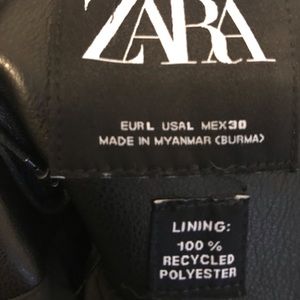 ZARA
EUR L USA L MEX 30
MADE IN MYANMAR (BURMA)
LINING:
100 %
RECYCLED
POLYESTER